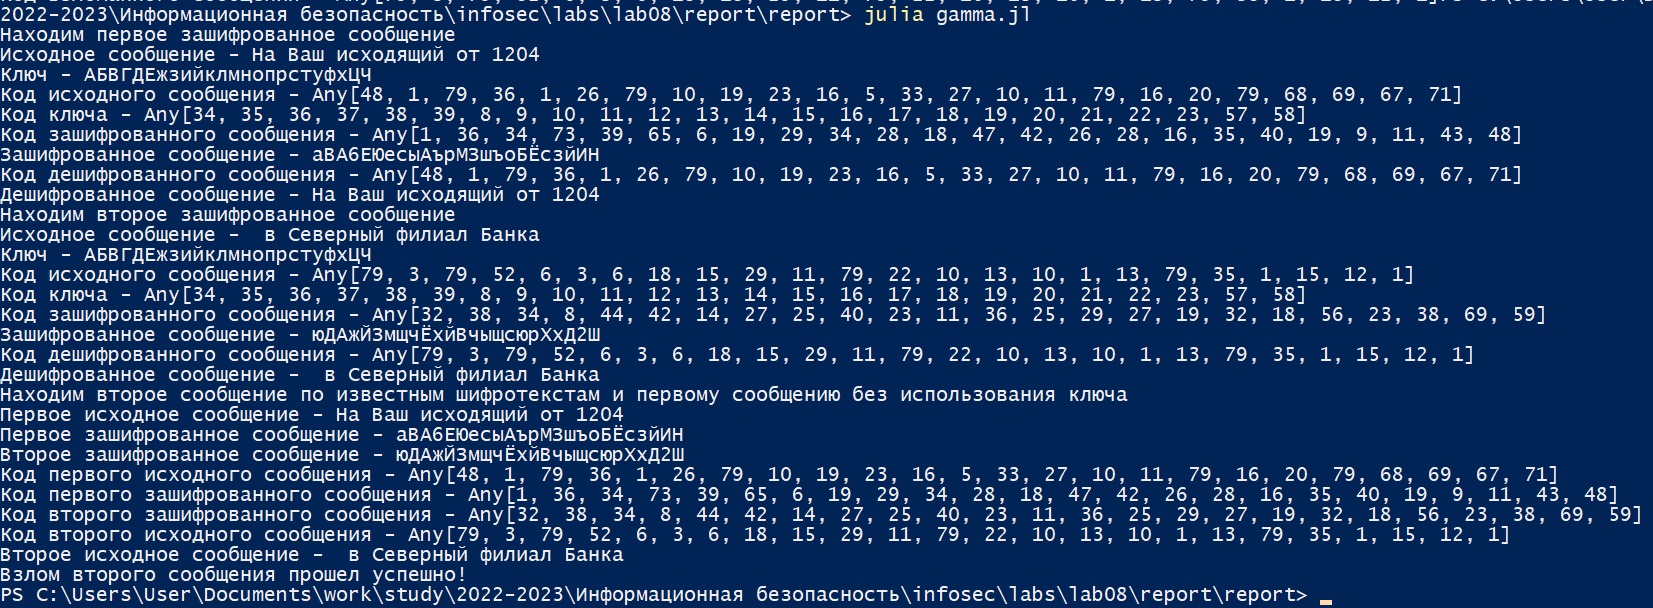 2022-2023\Информационная безопасность\infosec\labs\lab08\report\report> julia gamma.jl
Находим первое зашифрованное сообщение
Исходное сообщение - На Ваш исходящий от 1204
Ключ - АБВГДЕжзийклмнопрстуфхЦЧ
Код исходного сообщения - Any[48, 1, 79, 36, 1, 26, 79, 10, 19, 23, 16, 5, 33, 27, 10, 11, 79, 16, 20, 79, 68, 69, 67, 71]
Код ключа - Any[34, 35, 36, 37, 38, 39, 8, 9, 10, 11, 12, 13, 14, 15, 16, 17, 18, 19, 20, 21, 22, 23, 57, 58]
Код зашифрованного сообщения - Any[1, 36, 34, 73, 39, 65, 6, 19, 29, 34, 28, 18, 47, 42, 26, 28, 16, 35, 40, 19, 9, 11, 43, 48]
Зашифрованное сообщение - аВА6ЕЮесыАърМЗшъоБЁсзйИН
Код дешифрованного сообщения - Any[48, 1, 79, 36, 1, 26, 79, 10, 19, 23, 16, 5, 33, 27, 10, 11, 79, 16, 20, 79, 68, 69, 67, 71]
Дешифрованное сообщение - На Ваш исходящий от 1204
Находим второе зашифрованное сообщение
Исходное сообщение -  в Северный филиал Банка
Ключ - АБВГДЕжзийклмнопрстуфхЦЧ
Код исходного сообщения - Any[79, 3, 79, 52, 6, 3, 6, 18, 15, 29, 11, 79, 22, 10, 13, 10, 1, 13, 79, 35, 1, 15, 12, 1]
Код ключа - Any[34, 35, 36, 37, 38, 39, 8, 9, 10, 11, 12, 13, 14, 15, 16, 17, 18, 19, 20, 21, 22, 23, 57, 58]
Код зашифрованного сообщения - Any[32, 38, 34, 8, 44, 42, 14, 27, 25, 40, 23, 11, 36, 25, 29, 27, 19, 32, 18, 56, 23, 38, 69, 59]
Зашифрованное сообщение - юДАжЙЗмщчЁхйВчыщсюрХхД2Ш
Код дешифрованного сообщения - Any[79, 3, 79, 52, 6, 3, 6, 18, 15, 29, 11, 79, 22, 10, 13, 10, 1, 13, 79, 35, 1, 15, 12, 1]
Дешифрованное сообщение -  в Северный филиал Банка
Находим второе сообщение по известным шифротекстам и первому сообщению без использования ключа
Первое исходное сообщение - На Ваш исходящий от 1204
Первое зашифрованное сообщение - аВА6ЕЮесыАърМЗшъоБЁсзйИН
Второе зашифрованное сообщение - юДАжЙЗмщчЁхйВчыщсюрХхД2Ш
Код первого исходного сообщения - Any[48, 1, 79, 36, 1, 26, 79, 10, 19, 23, 16, 5, 33, 27, 10, 11, 79, 16, 20, 79, 68, 69, 67, 71]
Код первого зашифрованного сообщения - Any[1, 36, 34, 73, 39, 65, 6, 19, 29, 34, 28, 18, 47, 42, 26, 28, 16, 35, 40, 19, 9, 11, 43, 48]
Код второго зашифрованного сообщения - Any[32, 38, 34, 8, 44, 42, 14, 27, 25, 40, 23, 11, 36, 25, 29, 27, 19, 32, 18, 56, 23, 38, 69, 59]
Код второго исходного сообщения - Any[79, 3, 79, 52, 6, 3, 6, 18, 15, 29, 11, 79, 22, 10, 13, 10, 1, 13, 79, 35, 1, 15, 12, 1]
Второе исходное сообщение -  в Северный филиал Банка
Взлом второго сообщения прошел успешно!
PS C:\Users\User\Documents\work\study\2022-2023\Информационная безопасность\infosec\labs\lab08\report\report>